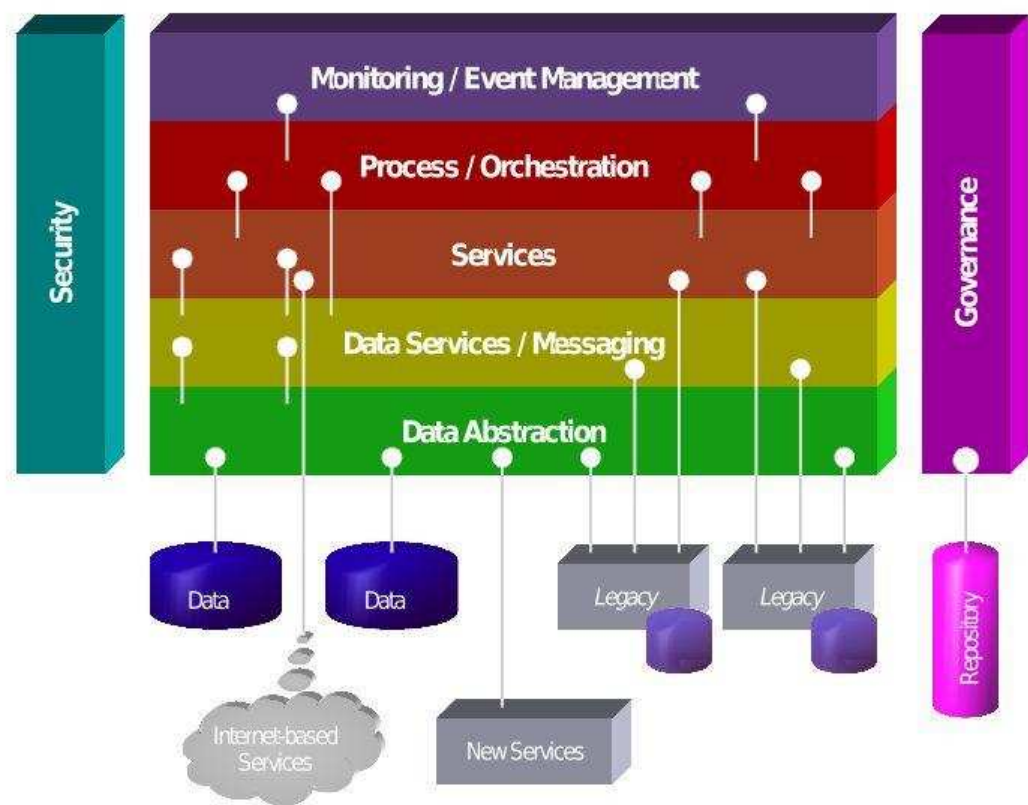 Security
Monitoring / Event Management
Process / Orchestration
Services
Data Services / Messaging
Data Abstraction
Governance
Data
Data
Legacy
Legacy
Repository
Internet-based
Services
New Services